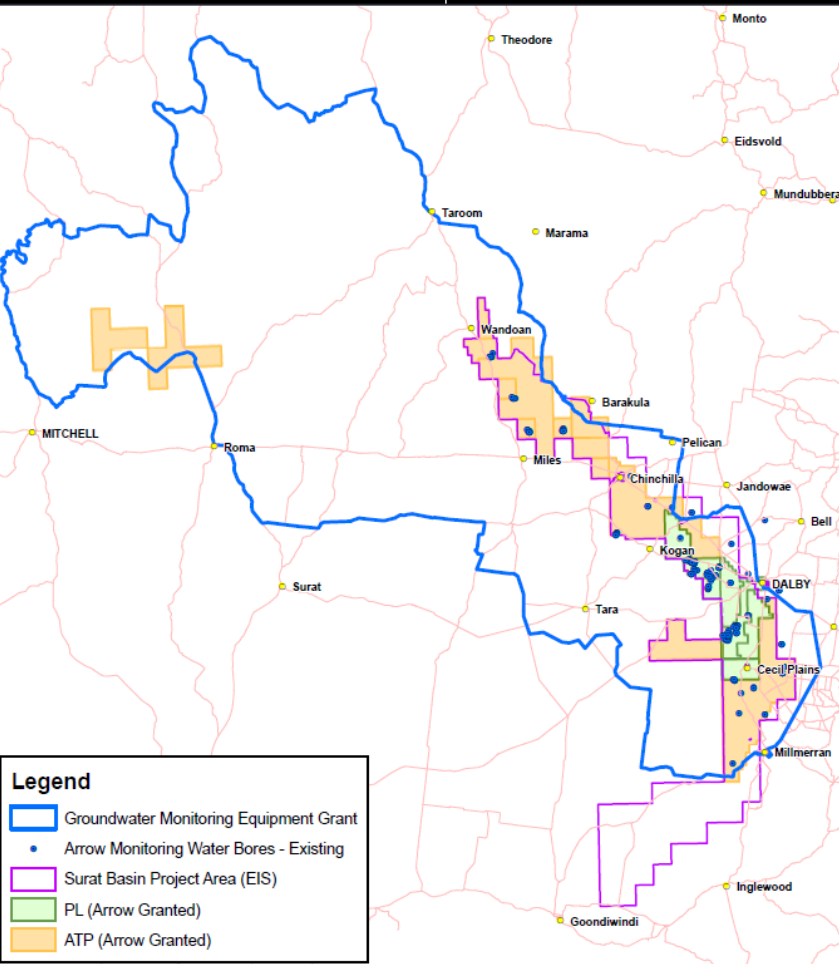 Monto
Theodore
Eidsvold
Mundubbera
Taroom
Marama
Wandoan
Barakula
MITCHELL
Pelican
Roma
Miles
Chinchilla
Jandowae
Bell
Kogan
Surat
DALBY
Tara
Cecil Plains
Millmerran
Legend
Groundwater Monitoring Equipment Grant
Arrow Monitoring Water Bores - Existing
Surat Basin Project Area (EIS)
PL (Arrow Granted)
ATP (Arrow Granted)
Inglewood
Goondiwindi